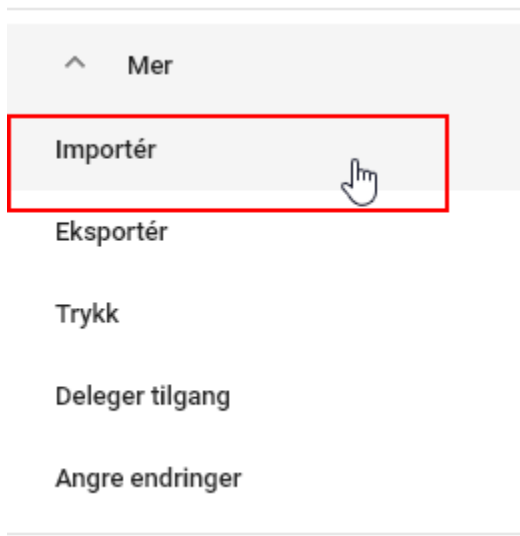 Mer
Importér
Eksportér
Trykk
Deleger tilgang
Angre endringer